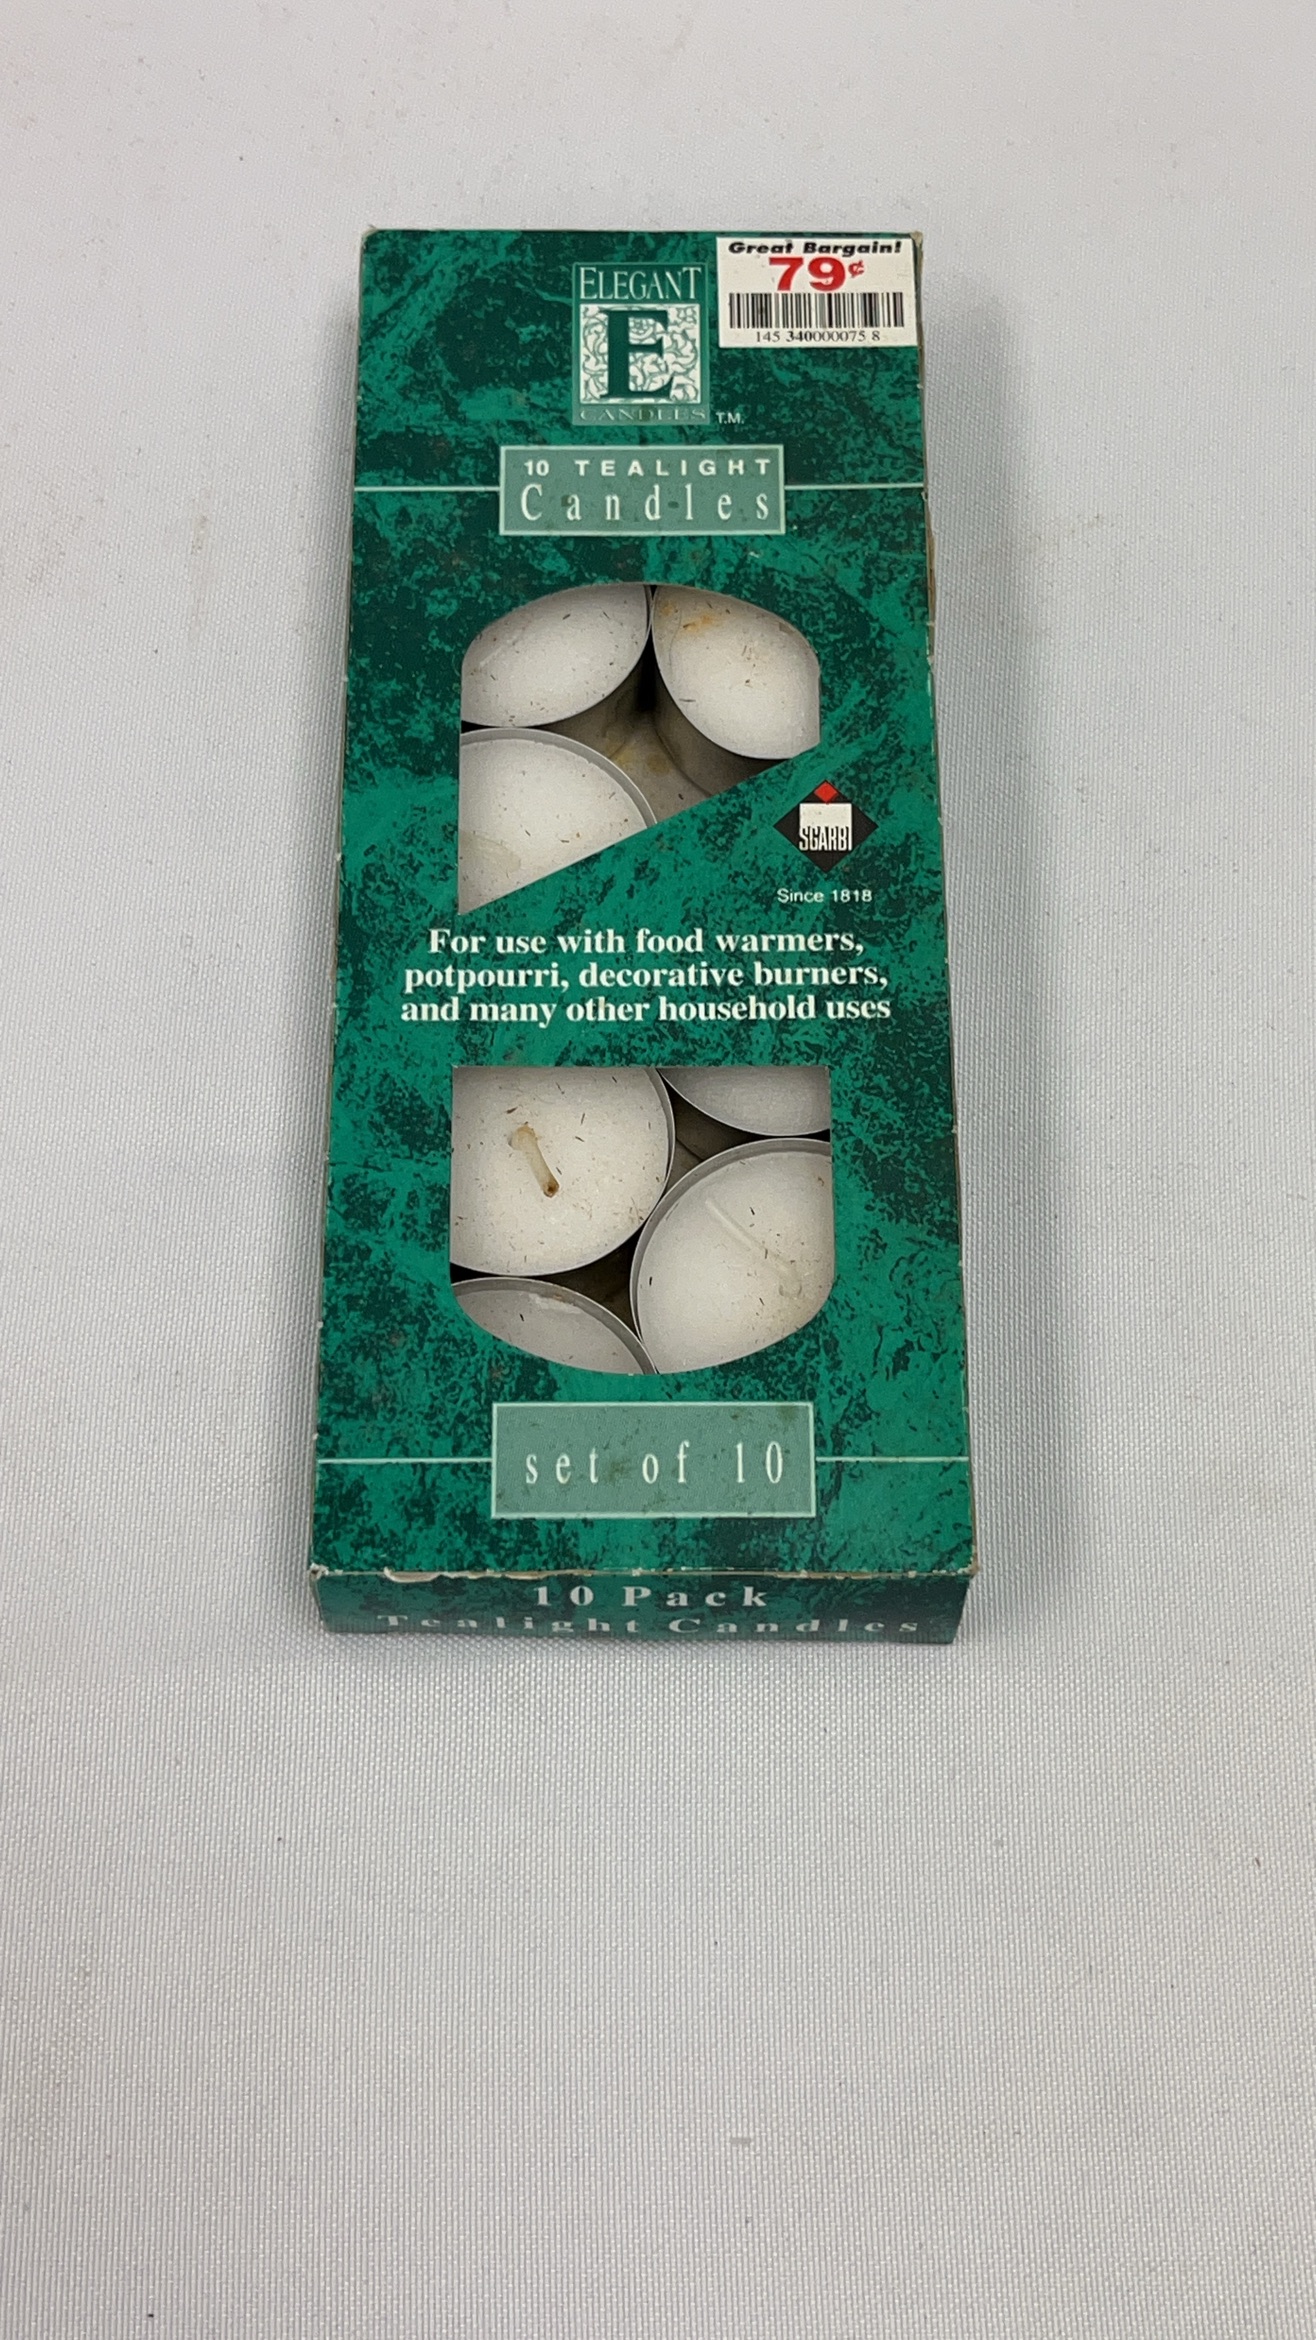 Great Bargain!
79¢
145 340000075 8
ELEGANT
E
CANDLES T.M.
10 TEALIGHT
Candles
SGARBI
Since 1818
For use with food warmers,
potpourri, decorative burners,
and many other household uses
set of 10
10 Pack
Tealight Candles